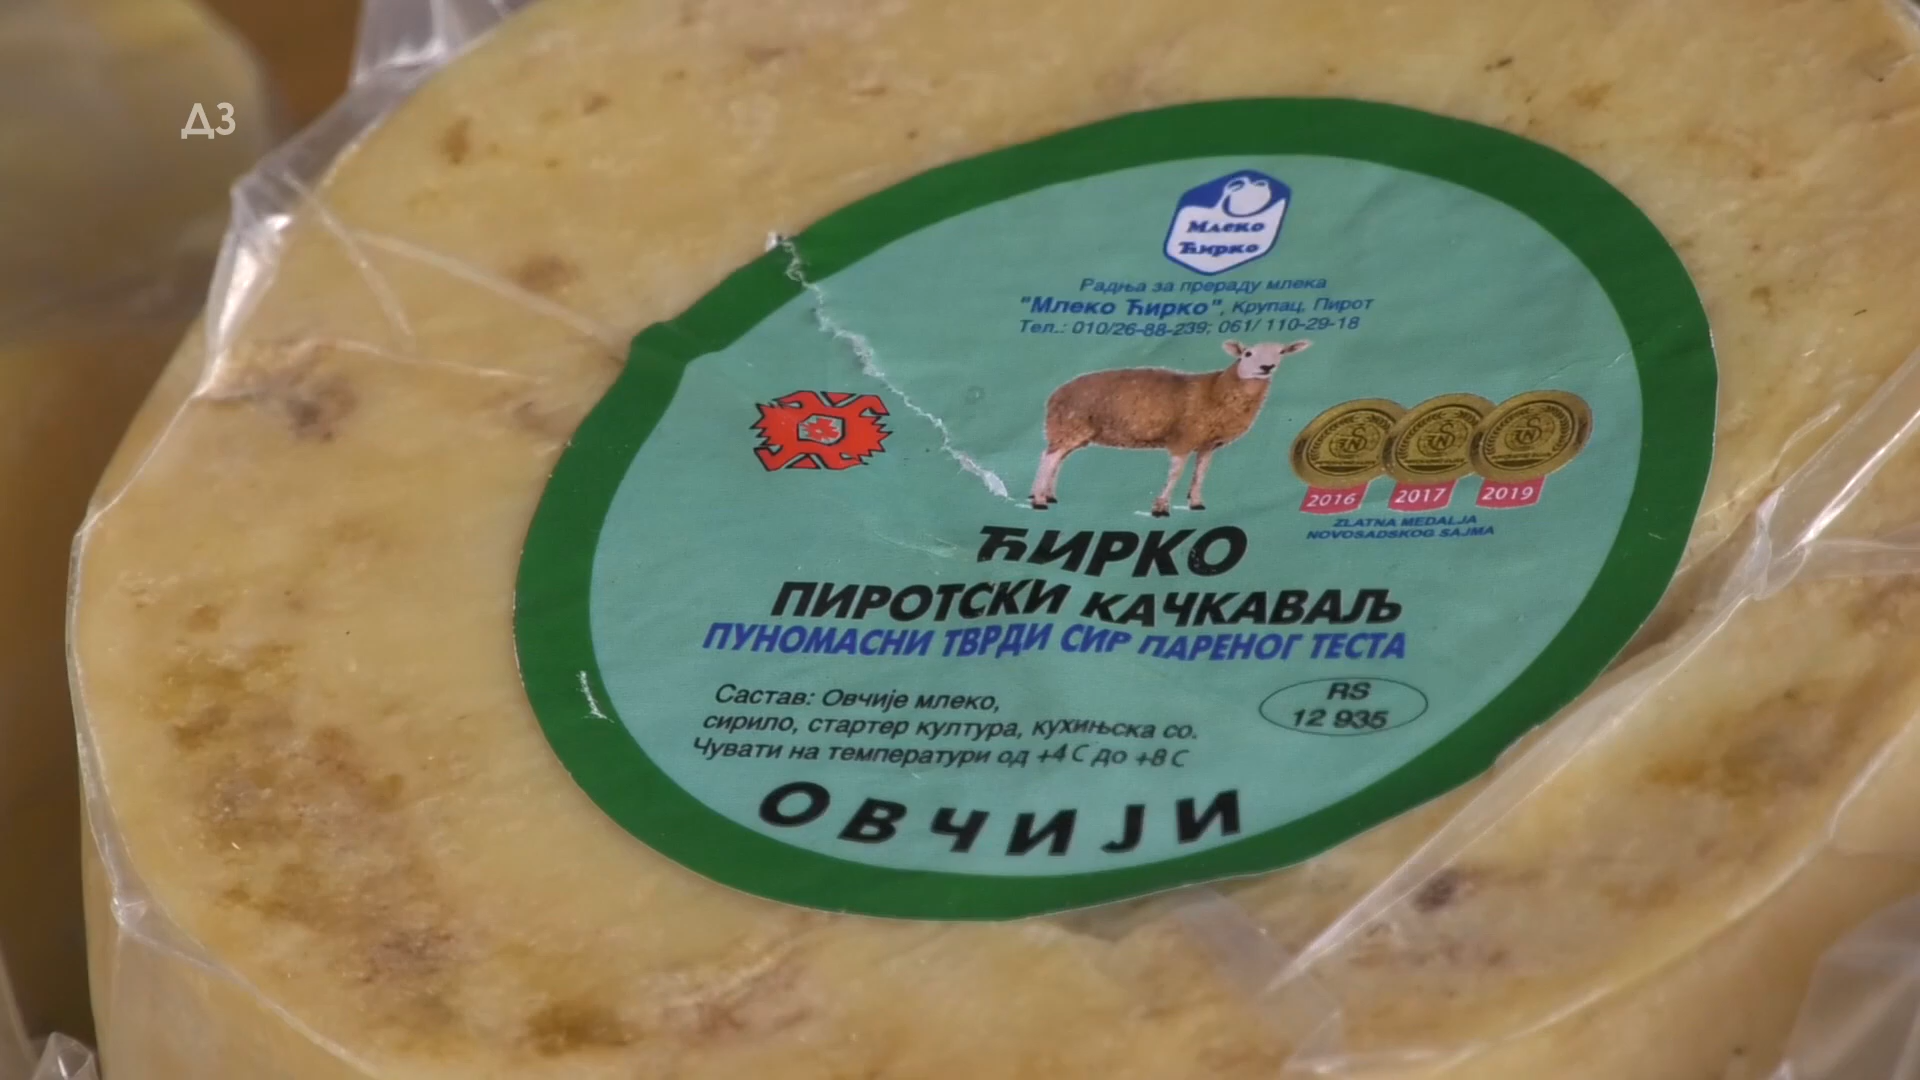 ДЗ
Млеко
Ћирко
Радња за прераду млека
"Млеко Ћирко", Крупац, Пирот
Тел.: 010/26-88-239; 061/ 110-29-18
2016 2017 2019
ZLATNA MEDALJA
NOVOSADSKOG SAJMA
ЋИРКО
ПИРОТСКИ КАЧКАВАЉ
ПУНОМАСНИ ТВРДИ СИР ПАРЕНОГ ТЕСТА
Састав: Овчије млеко,
сирило, стартер култура, кухињска со.
Чувати на температури од +4 С до +8 С
RS
12 935
ОВЧИЈИ